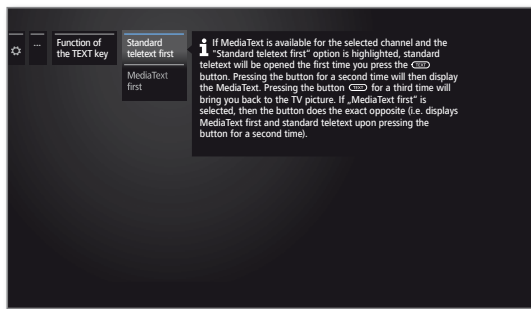 ...
Function of
the TEXT key
Standard
teletext first
MediaText
first
i If MediaText is available for the selected channel and the
"Standard teletext first" option is highlighted, standard
teletext will be opened the first time you press the TEXT
button. Pressing the button for a second time will then display
the MediaText. Pressing the button TEXT for a third time will
bring you back to the TV picture. If „MediaText first" is
selected, then the button does the exact opposite (i.e. displays
MediaText first and standard teletext upon pressing the
button for a second time).